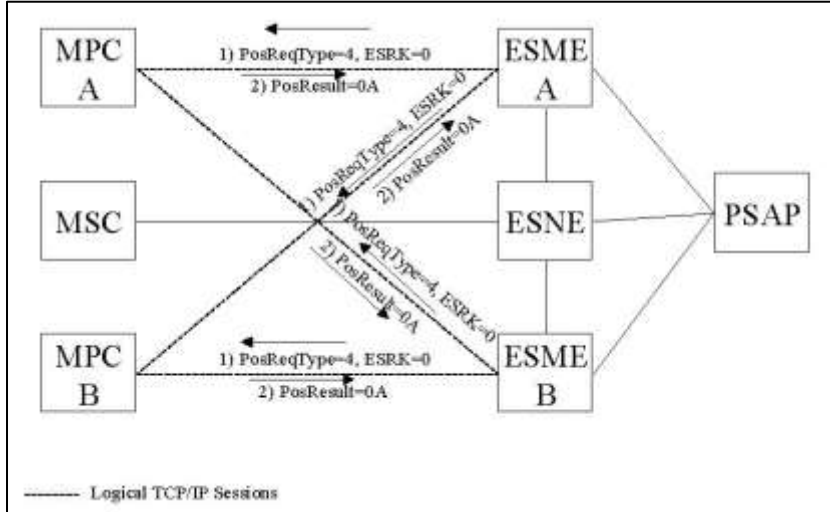 MPC
A
1) PosReqType=4, ESRK=0
2) PosResult=0A
ESME
A
1) PosReqType=4, ESRK=0
2) PosResult=0A
MSC
ESNE
PSAP
1) PosReqType=4, ESRK=0
2) PosResult=0A
MPC
B
1) PosReqType=4, ESRK=0
2) PosResult=0A
ESME
B
Logical TCP/IP Sessions